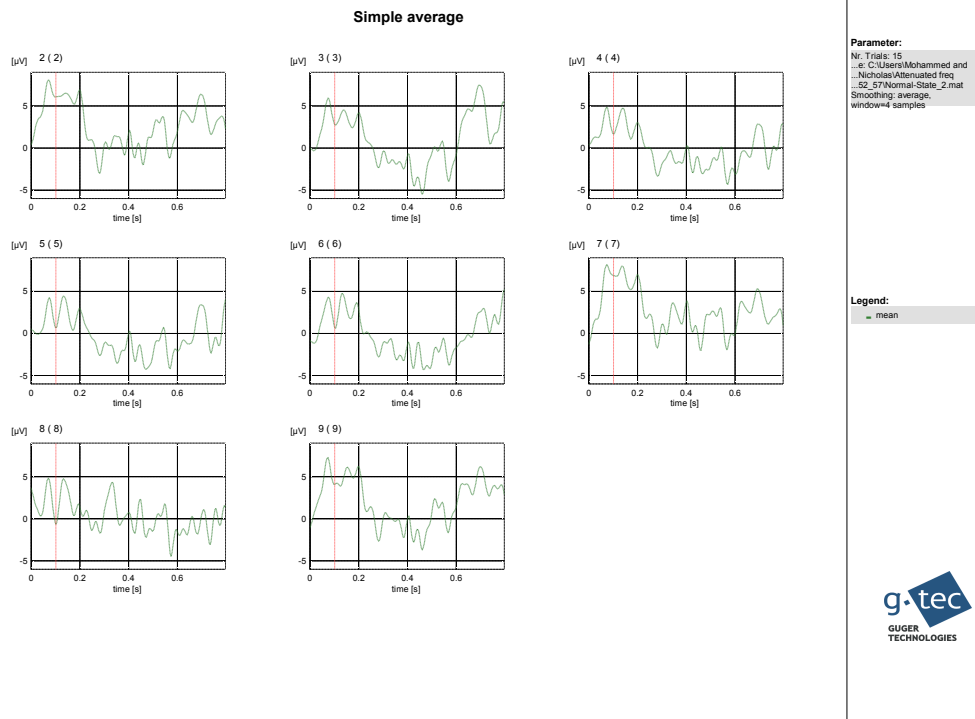 Simple average
Parameter:
Nr. Trials: 15
...e: C:\Users\Mohammed and
...Nicholas\Attenuated freq
...52_57\Normal-State_2.mat
Smoothing: average,
window=4 samples
[µV] 2 ( 2)
5
0
-5
0 0.2 0.4 0.6
time [s]
[µV] 3 ( 3)
5
0
-5
0 0.2 0.4 0.6
time [s]
[µV] 4 ( 4)
5
0
-5
0 0.2 0.4 0.6
time [s]
[µV] 5 ( 5)
5
0
-5
0 0.2 0.4 0.6
time [s]
[µV] 6 ( 6)
5
0
-5
0 0.2 0.4 0.6
time [s]
[µV] 7 ( 7)
5
0
-5
0 0.2 0.4 0.6
time [s]
Legend:
mean
[µV] 8 ( 8)
5
0
-5
0 0.2 0.4 0.6
time [s]
[µV] 9 ( 9)
5
0
-5
0 0.2 0.4 0.6
time [s]
g.tec
GUGER
TECHNOLOGIES